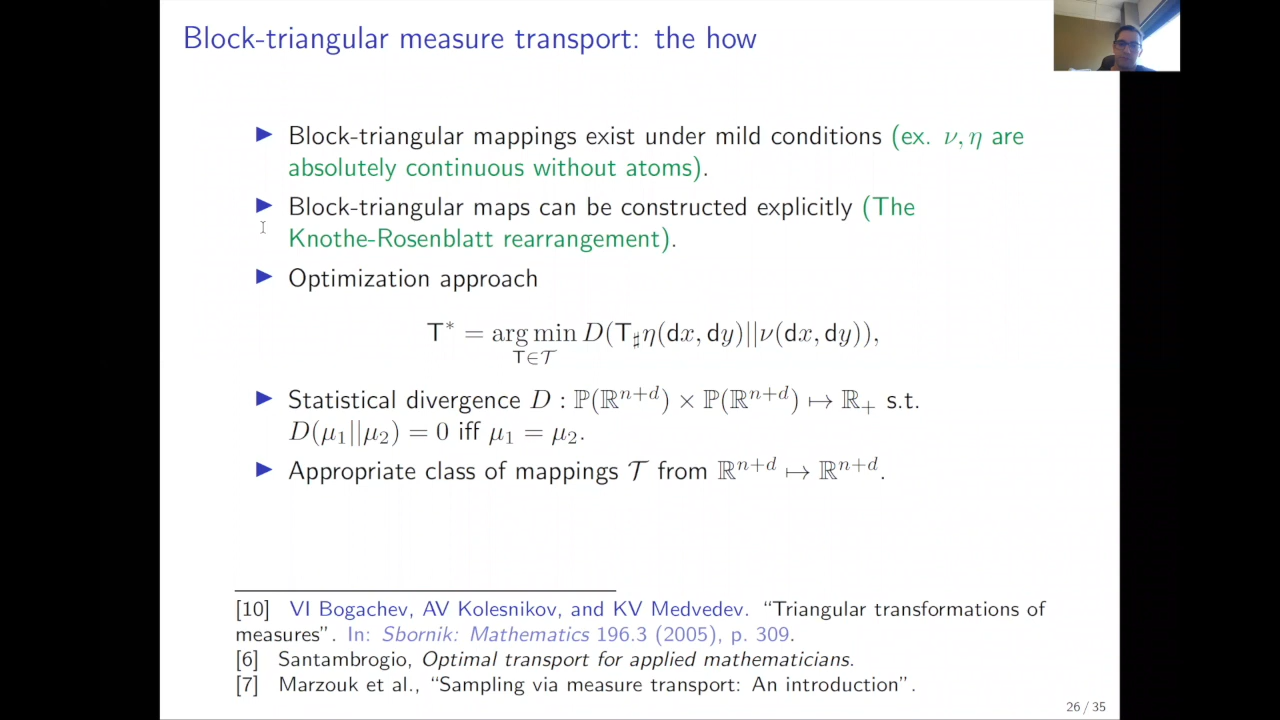 Block-triangular measure transport: the how
▶ Block-triangular mappings exist under mild conditions (ex. ν, η are
absolutely continuous without atoms).
▶ Block-triangular maps can be constructed explicitly (The
Knothe-Rosenblatt rearrangement).
▶ Optimization approach
T* = arg min D(T♯η(dx, dy)||ν(dx, dy)),
T∈𝒯
▶ Statistical divergence D : ℙ(ℝⁿ⁺ᵈ) × ℙ(ℝⁿ⁺ᵈ) ↦ ℝ₊ s.t.
D(μ₁||μ₂) = 0 iff μ₁ = μ₂.
▶ Appropriate class of mappings 𝒯 from ℝⁿ⁺ᵈ ↦ ℝⁿ⁺ᵈ.
[10] VI Bogachev, AV Kolesnikov, and KV Medvedev. “Triangular transformations of
measures”. In: Sbornik: Mathematics 196.3 (2005), p. 309.
[6] Santambrogio, Optimal transport for applied mathematicians.
[7] Marzouk et al., “Sampling via measure transport: An introduction”.
26 / 35